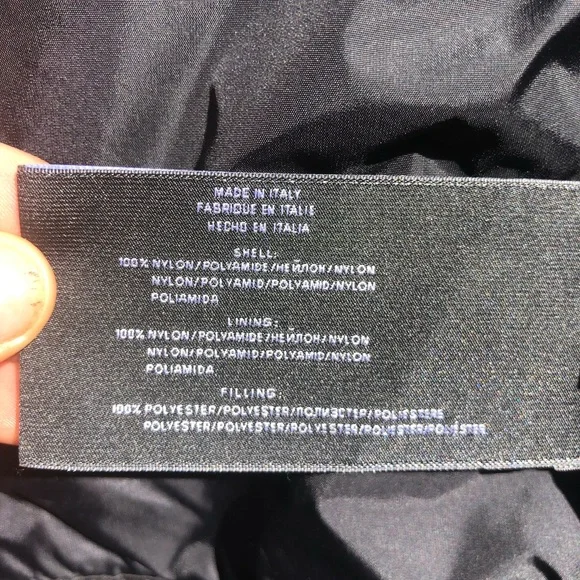 MADE IN ITALY
FABRIQUE EN ITALIE
HECHO EN ITALIA
SHELL:
100% NYLON/POLYAMIDE/НЕЙЛОН/NYLON
NYLON/POLYAMID/POLYAMID/NYLON
POLIAMIDA
LINING:
100% NYLON/POLYAMIDE/НЕЙЛОН/NYLON
NYLON/POLYAMID/POLYAMID/NYLON
POLIAMIDA
FILLING:
100% POLYESTER/POLYESTER/ПОЛИЭСТЕР/POLIESTERE
POLYESTER/POLYESTER/POLYESTER/POLYESTER/POLIÉSTER